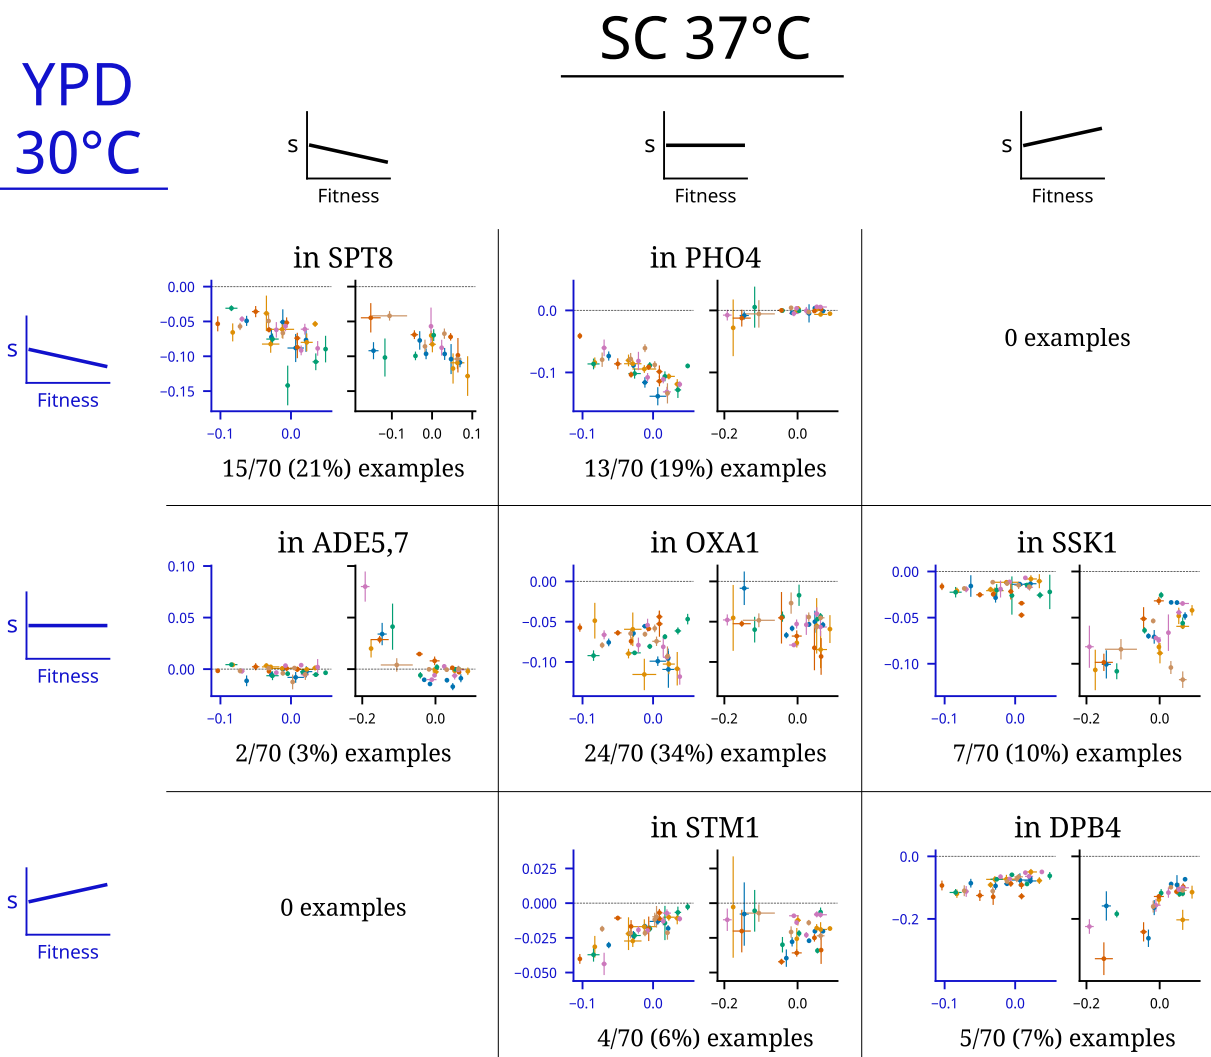 SC 37°C
YPD
30°C
s
Fitness
s
Fitness
s
Fitness
s
Fitness
in SPT8
0.00
−0.05
−0.10
−0.15
−0.1
0.0
−0.1
0.0
0.1
15/70 (21%) examples
in PHO4
0.0
−0.1
−0.1
0.0
−0.2
0.0
13/70 (19%) examples
0 examples
s
Fitness
in ADE5,7
0.10
0.05
0.00
−0.1
0.0
−0.2
0.0
2/70 (3%) examples
in OXA1
0.00
−0.05
−0.10
−0.1
0.0
−0.2
0.0
24/70 (34%) examples
in SSK1
0.00
−0.05
−0.10
−0.1
0.0
−0.2
0.0
7/70 (10%) examples
s
Fitness
0 examples
in STM1
0.025
0.000
−0.025
−0.050
−0.1
0.0
−0.2
0.0
4/70 (6%) examples
in DPB4
0.0
−0.2
−0.1
0.0
−0.2
0.0
5/70 (7%) examples